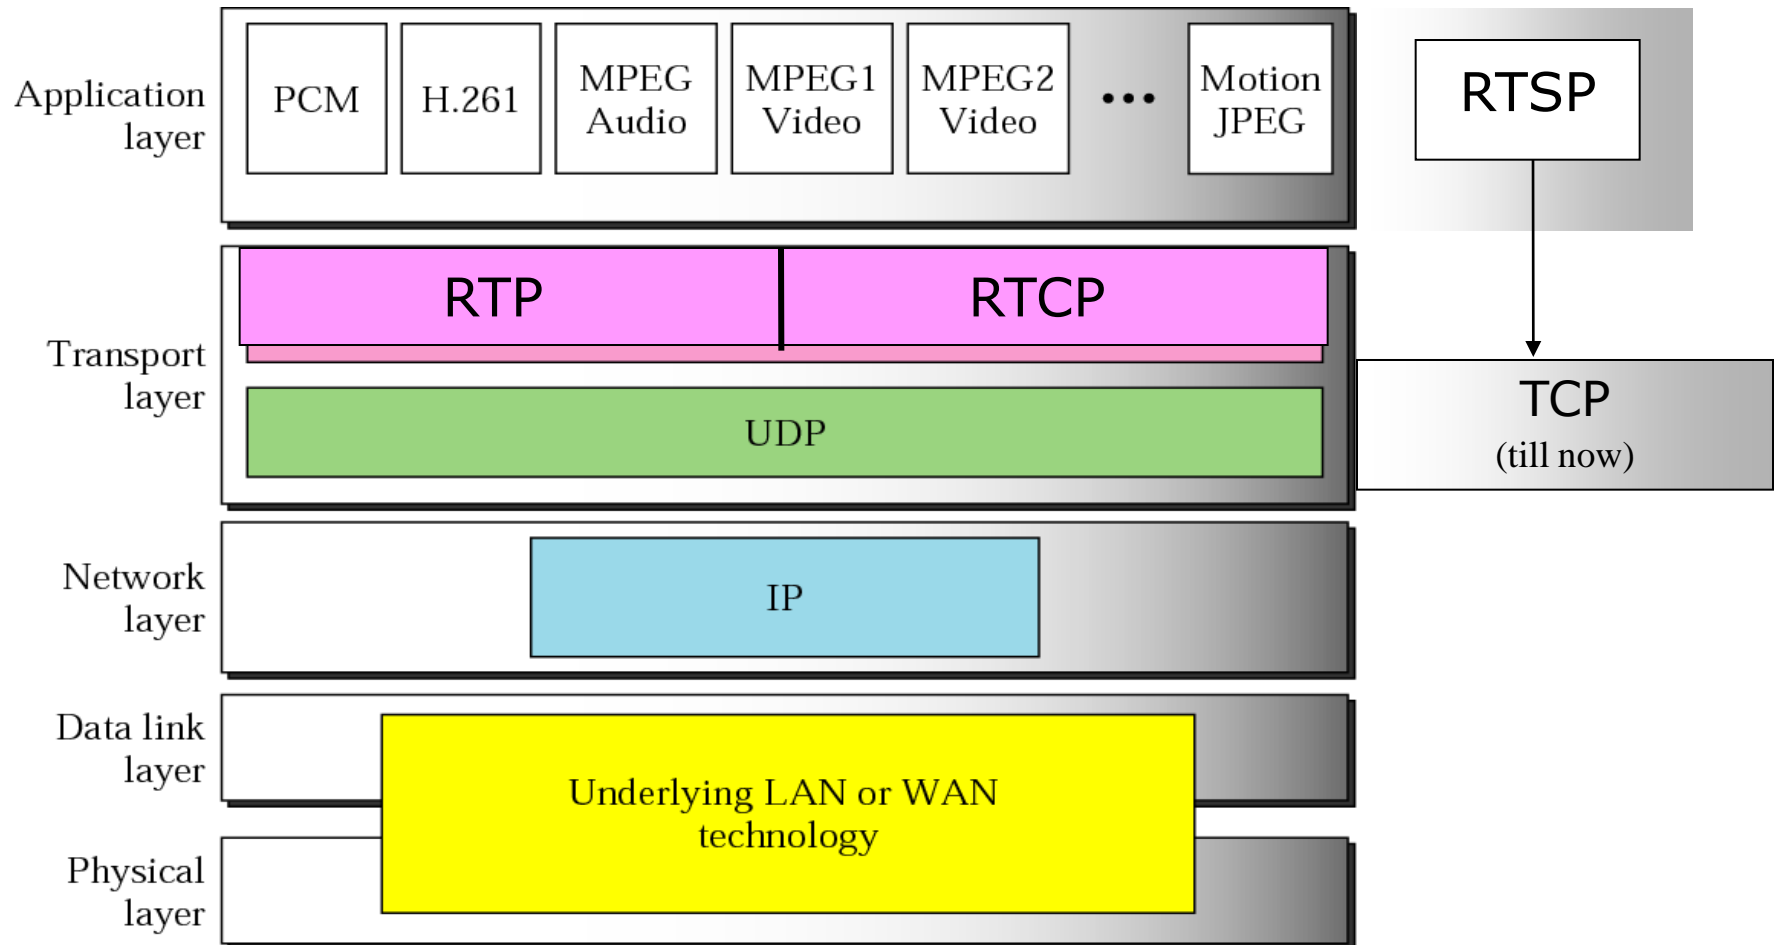 Application
layer
PCM
H.261
MPEG
Audio
MPEG1
Video
MPEG2
Video
•••
Motion
JPEG
RTSP
Transport
layer
RTP
RTCP
UDP
TCP
(till now)
Network
layer
IP
Data link
layer
Underlying LAN or WAN
technology
Physical
layer